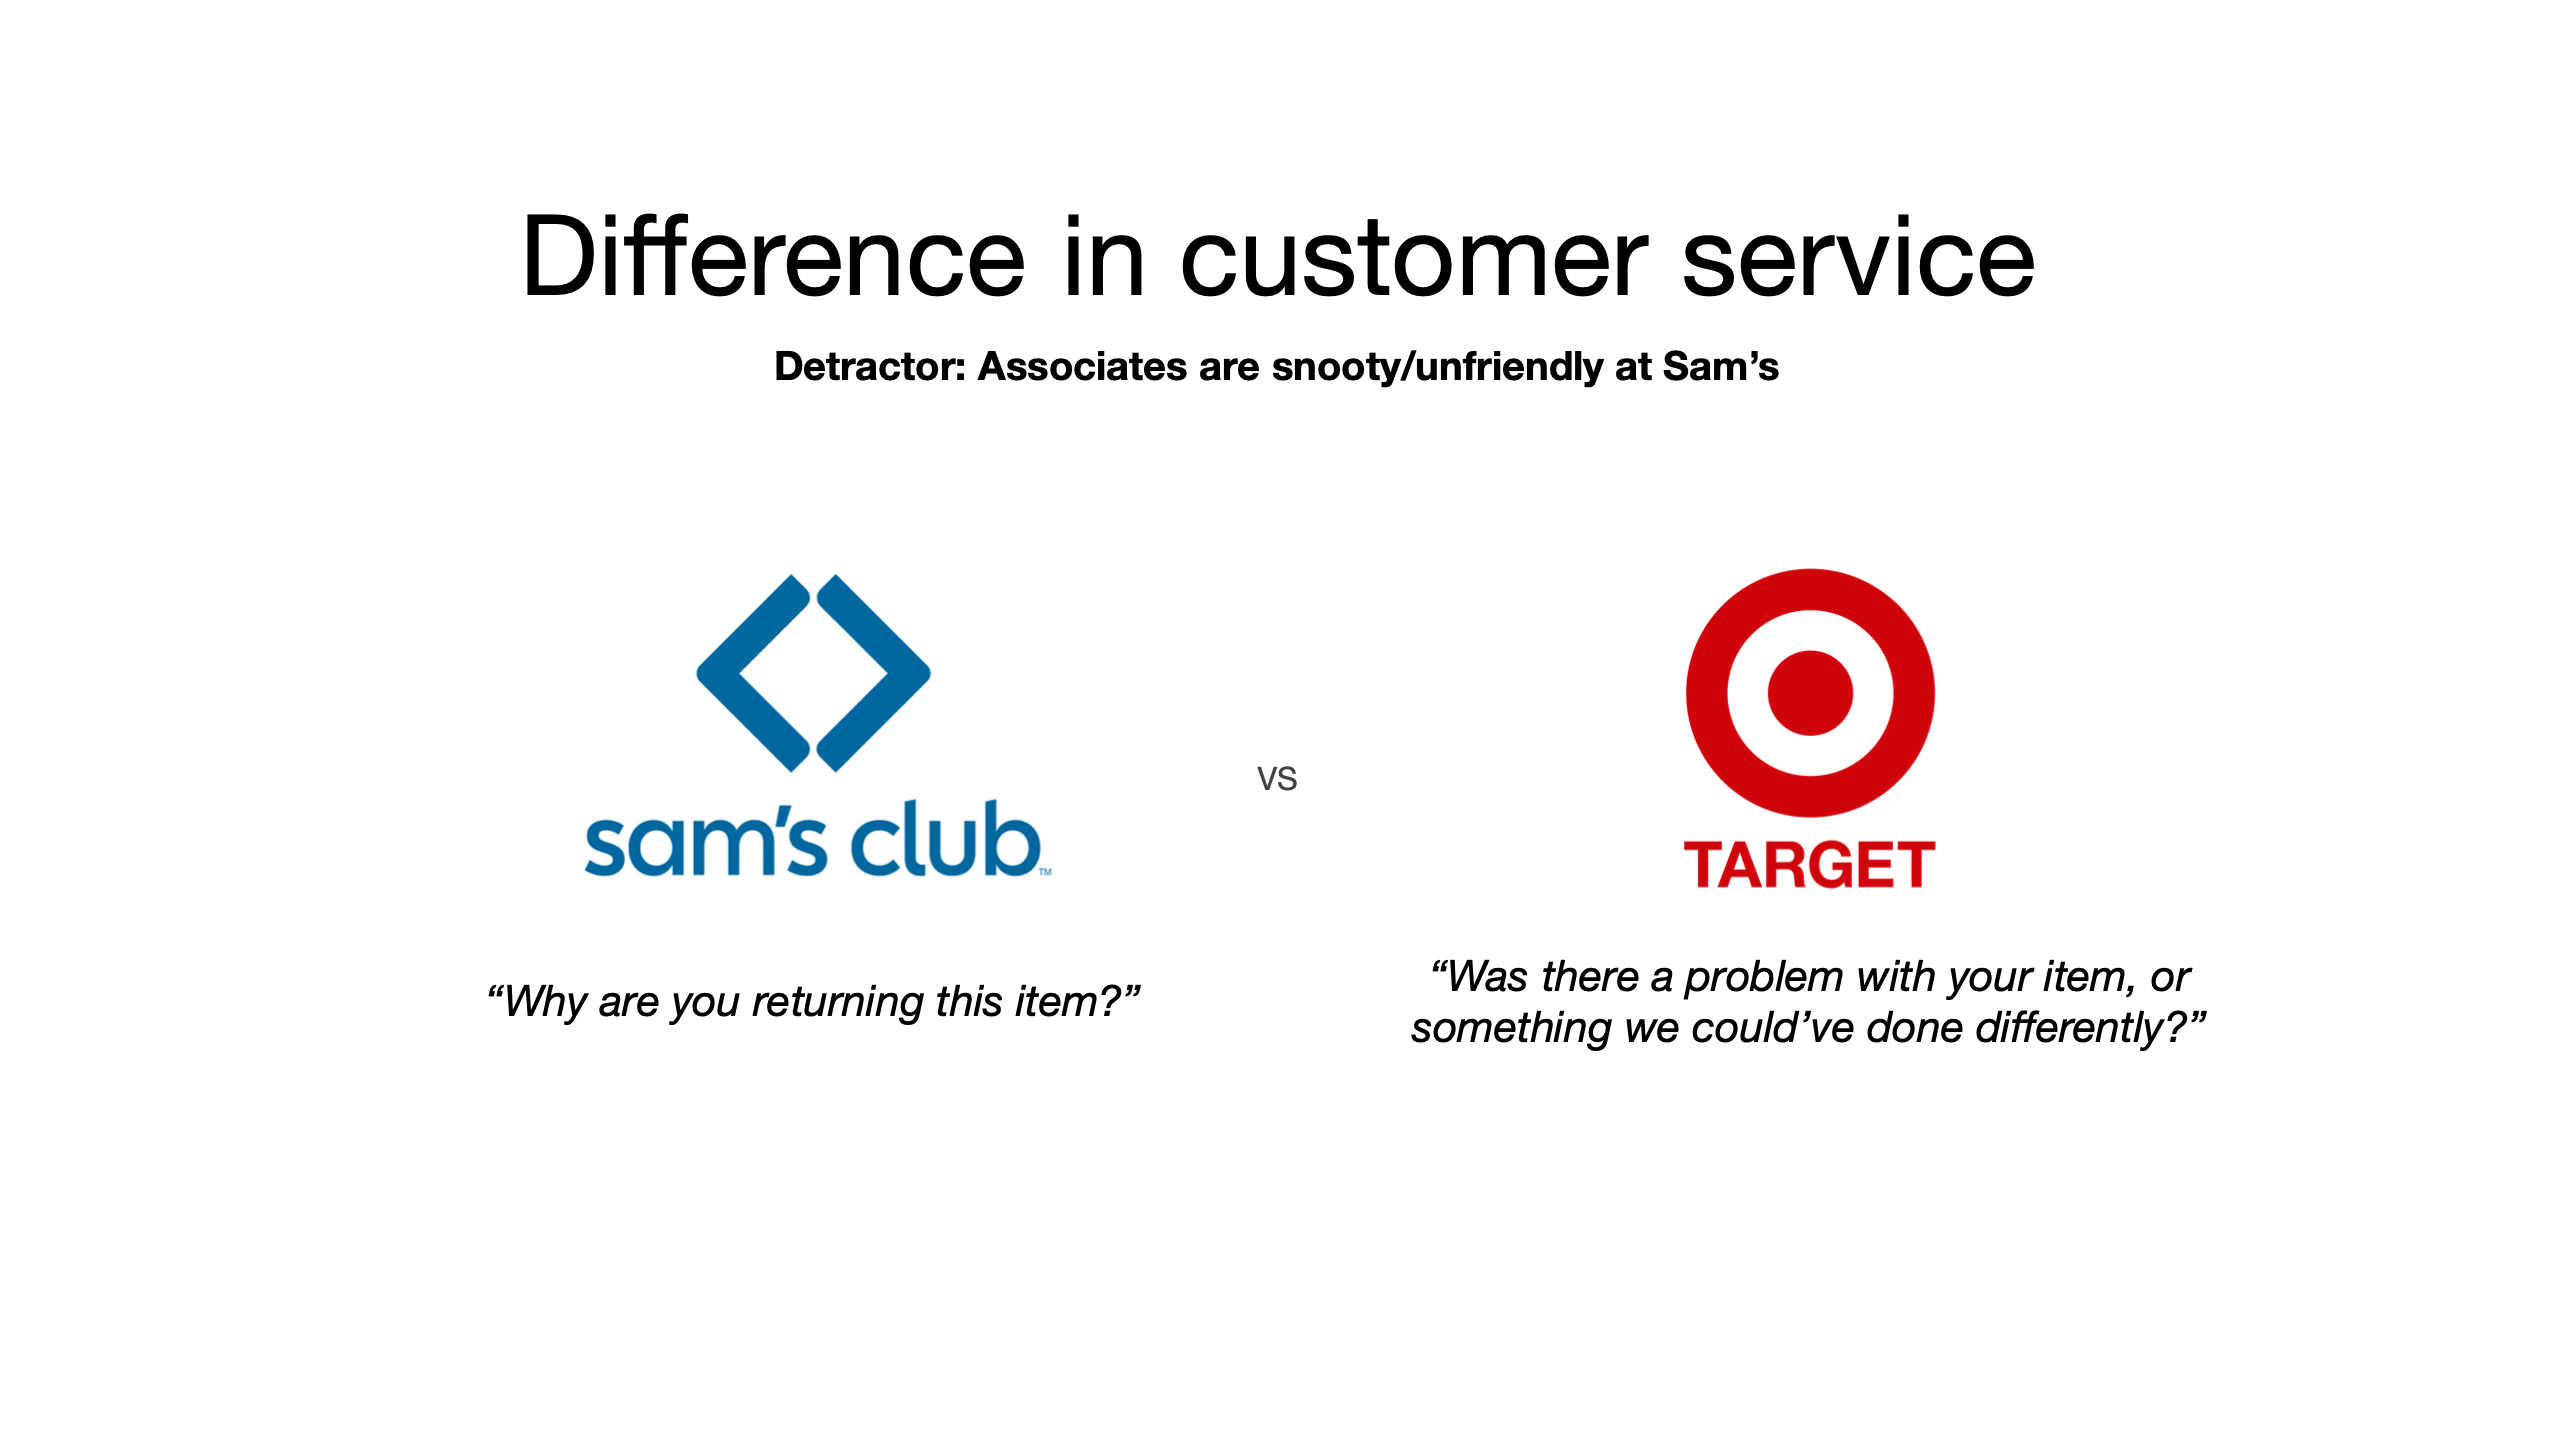 Difference in customer service
Detractor: Associates are snooty/unfriendly at Sam’s
sam’s club™
vs
TARGET
“Why are you returning this item?”
“Was there a problem with your item, or
something we could’ve done differently?”